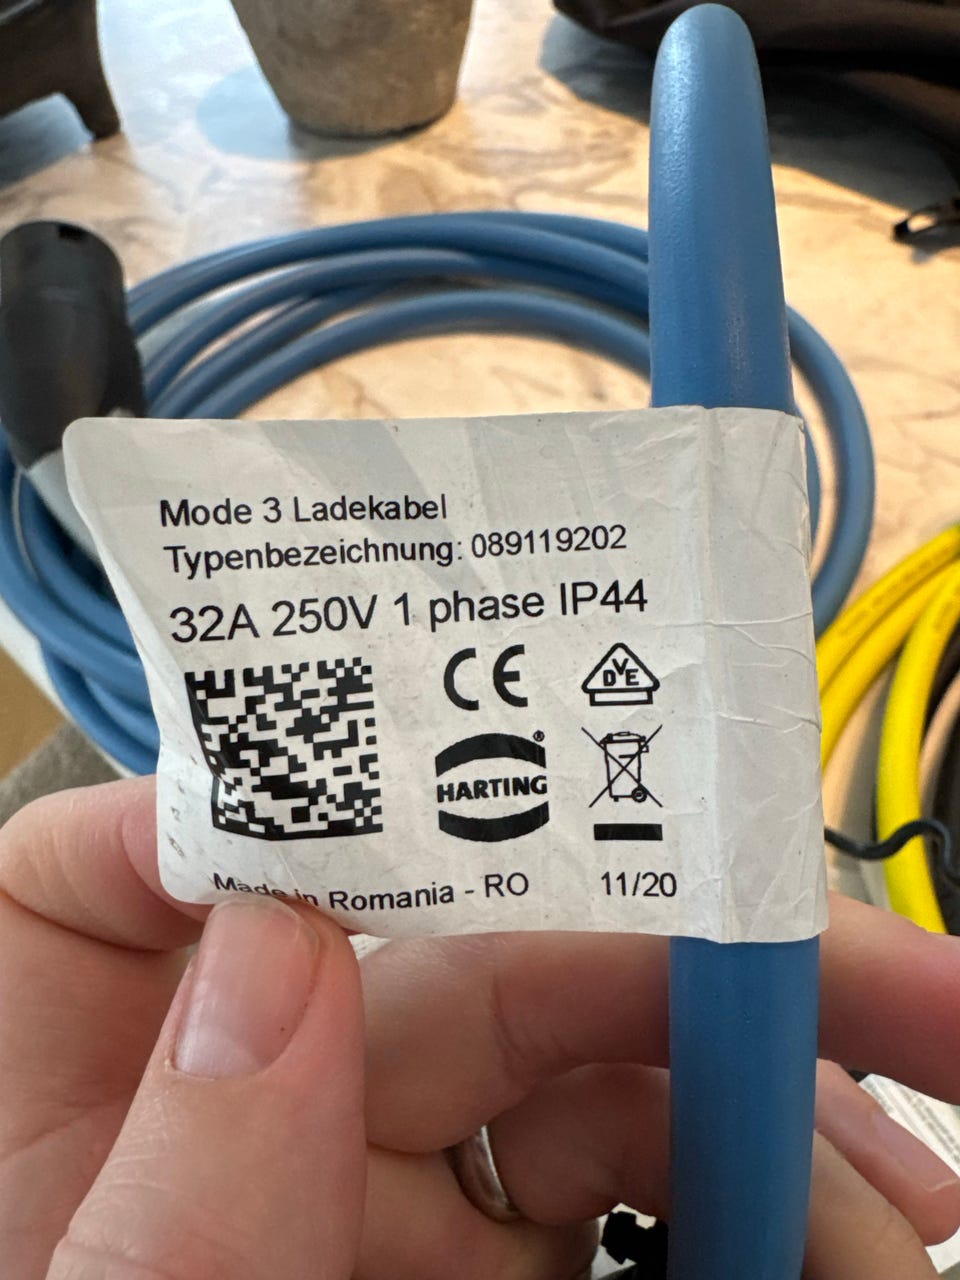 Mode 3 Ladekabel
Typenbezeichnung: 089119202
32A 250V 1 phase IP44
CE
DVE
HARTING®
Made in Romania - RO
11/20